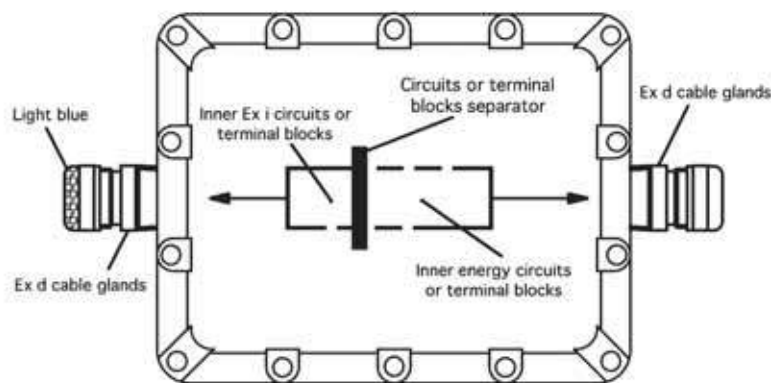 Light blue
Inner Ex i circuits or
terminal blocks
Circuits or terminal
blocks separator
Ex d cable glands
Ex d cable glands
Inner energy circuits
or terminal blocks